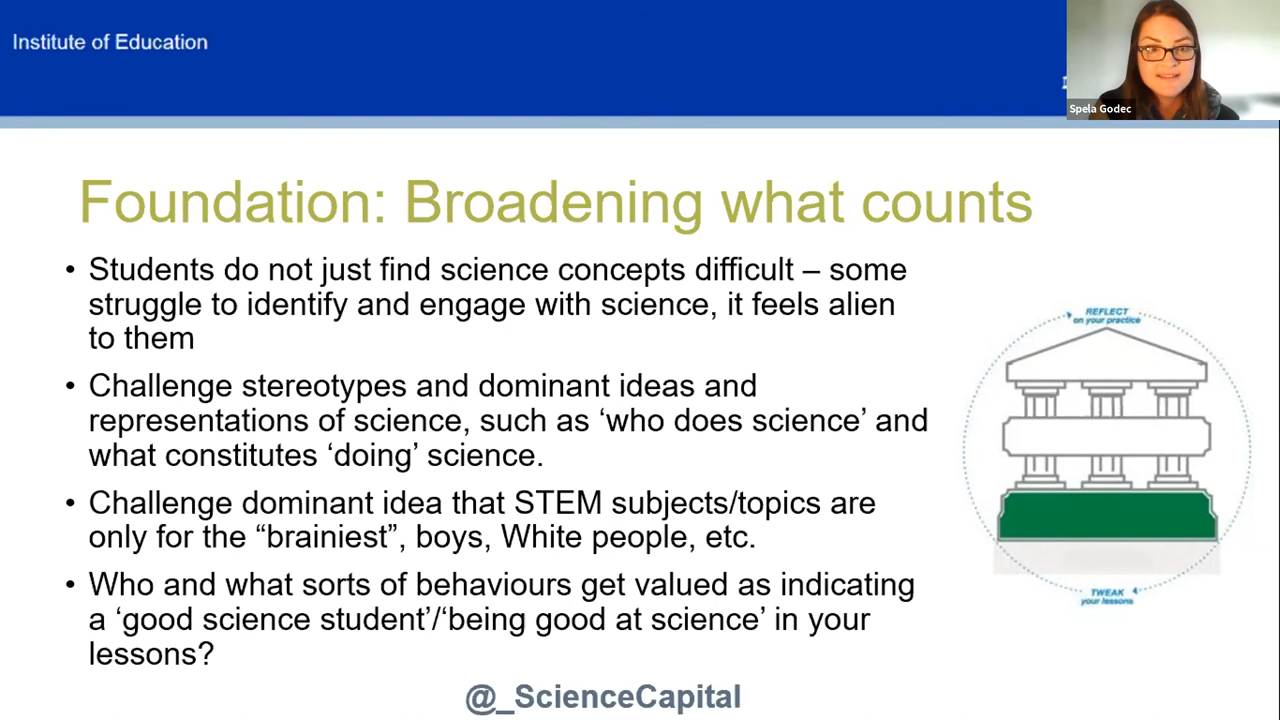 Institute of Education
Spela Godec
Foundation: Broadening what counts
• Students do not just find science concepts difficult – some
struggle to identify and engage with science, it feels alien
to them
• Challenge stereotypes and dominant ideas and
representations of science, such as ‘who does science’ and
what constitutes ‘doing’ science.
• Challenge dominant idea that STEM subjects/topics are
only for the “brainiest”, boys, White people, etc.
• Who and what sorts of behaviours get valued as indicating
a ‘good science student’/‘being good at science’ in your
lessons?
REFLECT
on your practice
TWEAK
your lessons
@_ScienceCapital